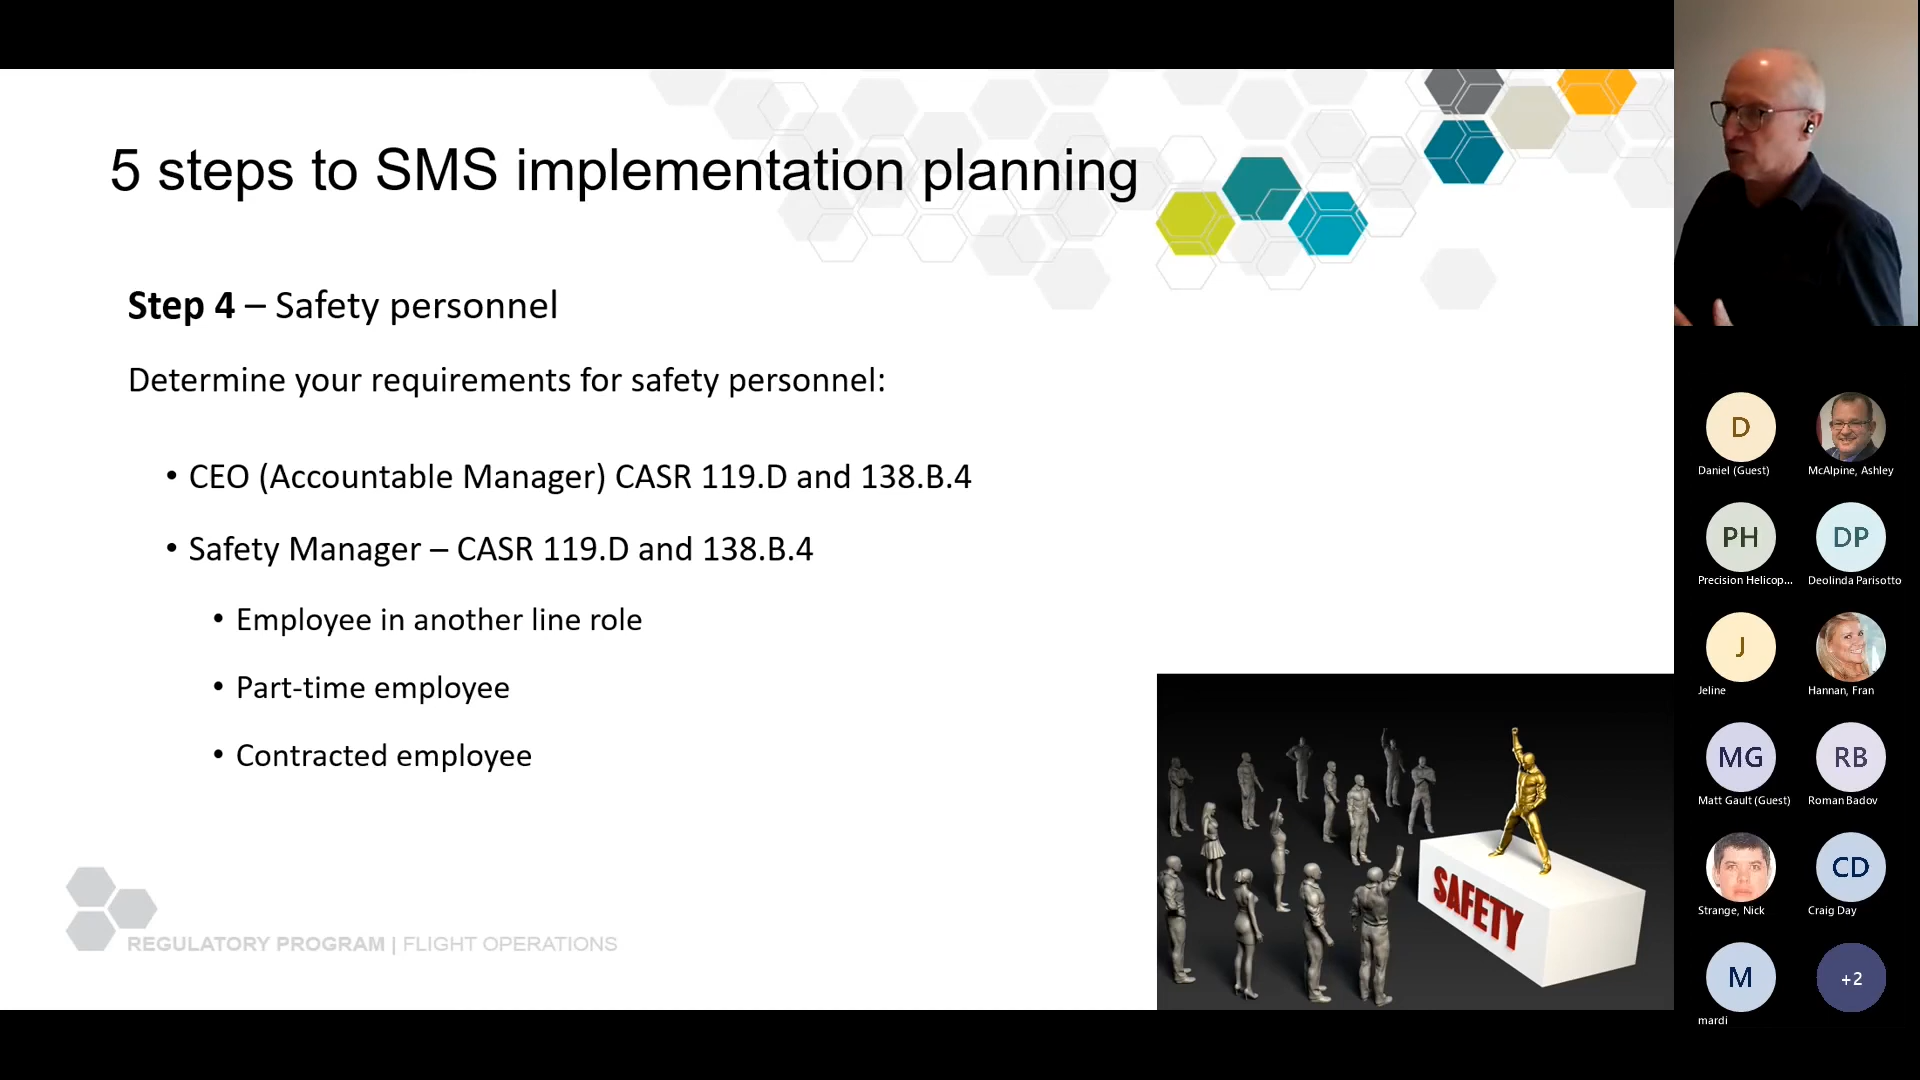 5 steps to SMS implementation planning
Step 4 – Safety personnel
Determine your requirements for safety personnel:
• CEO (Accountable Manager) CASR 119.D and 138.B.4
• Safety Manager – CASR 119.D and 138.B.4
• Employee in another line role
• Part-time employee
• Contracted employee
SAFETY
REGULATORY PROGRAM | FLIGHT OPERATIONS
D
Daniel (Guest)
McAlpine, Ashley
PH
Precision Helicop...
DP
Deolinda Parisotto
J
Jeline
Hannan, Fran
MG
Matt Gault (Guest)
RB
Roman Badov
Strange, Nick
CD
Craig Day
M
mardi
+2